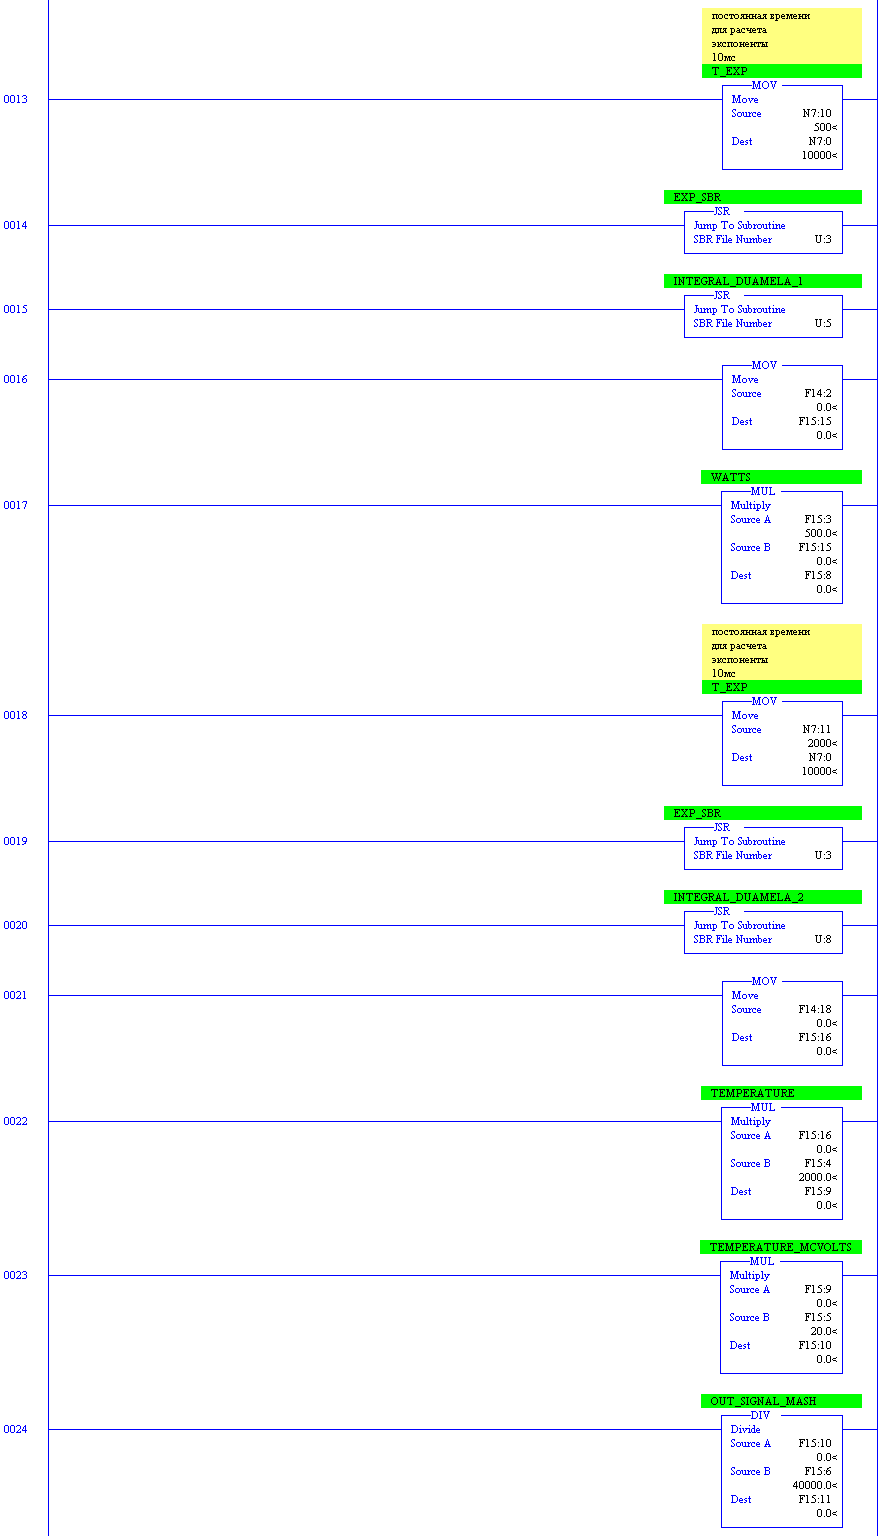 постоянная времени
для расчета
экспоненты
10мс
T_EXP
MOV
0013
Move
Source N7:10
500<
Dest N7:0
10000<
EXP_SBR
JSR
0014
Jump To Subroutine
SBR File Number U:3
INTEGRAL_DUAMELA_1
JSR
0015
Jump To Subroutine
SBR File Number U:5
MOV
0016
Move
Source F14:2
0.0<
Dest F15:15
0.0<
WATTS
MUL
0017
Multiply
Source A F15:3
500.0<
Source B F15:15
0.0<
Dest F15:8
0.0<
постоянная времени
для расчета
экспоненты
10мс
T_EXP
MOV
0018
Move
Source N7:11
2000<
Dest N7:0
10000<
EXP_SBR
JSR
0019
Jump To Subroutine
SBR File Number U:3
INTEGRAL_DUAMELA_2
JSR
0020
Jump To Subroutine
SBR File Number U:8
MOV
0021
Move
Source F14:18
0.0<
Dest F15:16
0.0<
TEMPERATURE
MUL
0022
Multiply
Source A F15:16
0.0<
Source B F15:4
2000.0<
Dest F15:9
0.0<
TEMPERATURE_MCVOLTS
MUL
0023
Multiply
Source A F15:9
0.0<
Source B F15:5
20.0<
Dest F15:10
0.0<
OUT_SIGNAL_MASH
DIV
0024
Divide
Source A F15:10
0.0<
Source B F15:6
40000.0<
Dest F15:11
0.0<